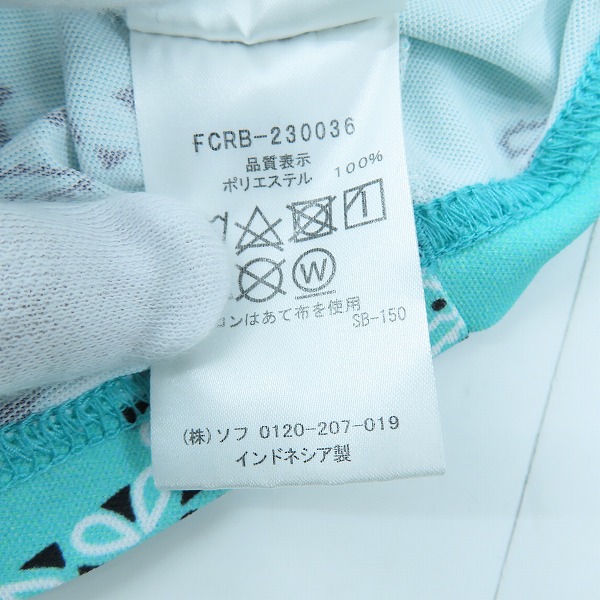 FCRB-230036
品質表示
ポリエステル 100%
W
ンはあて布を使用
SB-150
(株)ソフ 0120-207-019
インドネシア製